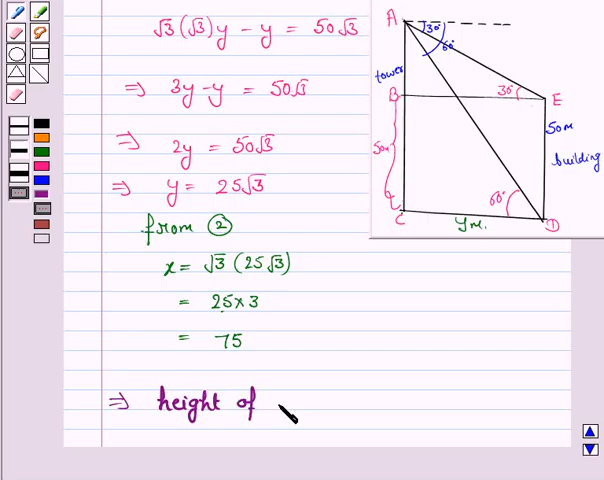 √3(√3)y - y = 50√3
⇒ 3y - y = 50√3
⇒ 2y = 50√3
⇒ y = 25√3
from ②
x = √3 (25√3)
= 25×3
= 75
⇒ height of
A
30°
60°
tower
B
30°
E
50m
50m
building
60°
C
ym.
D